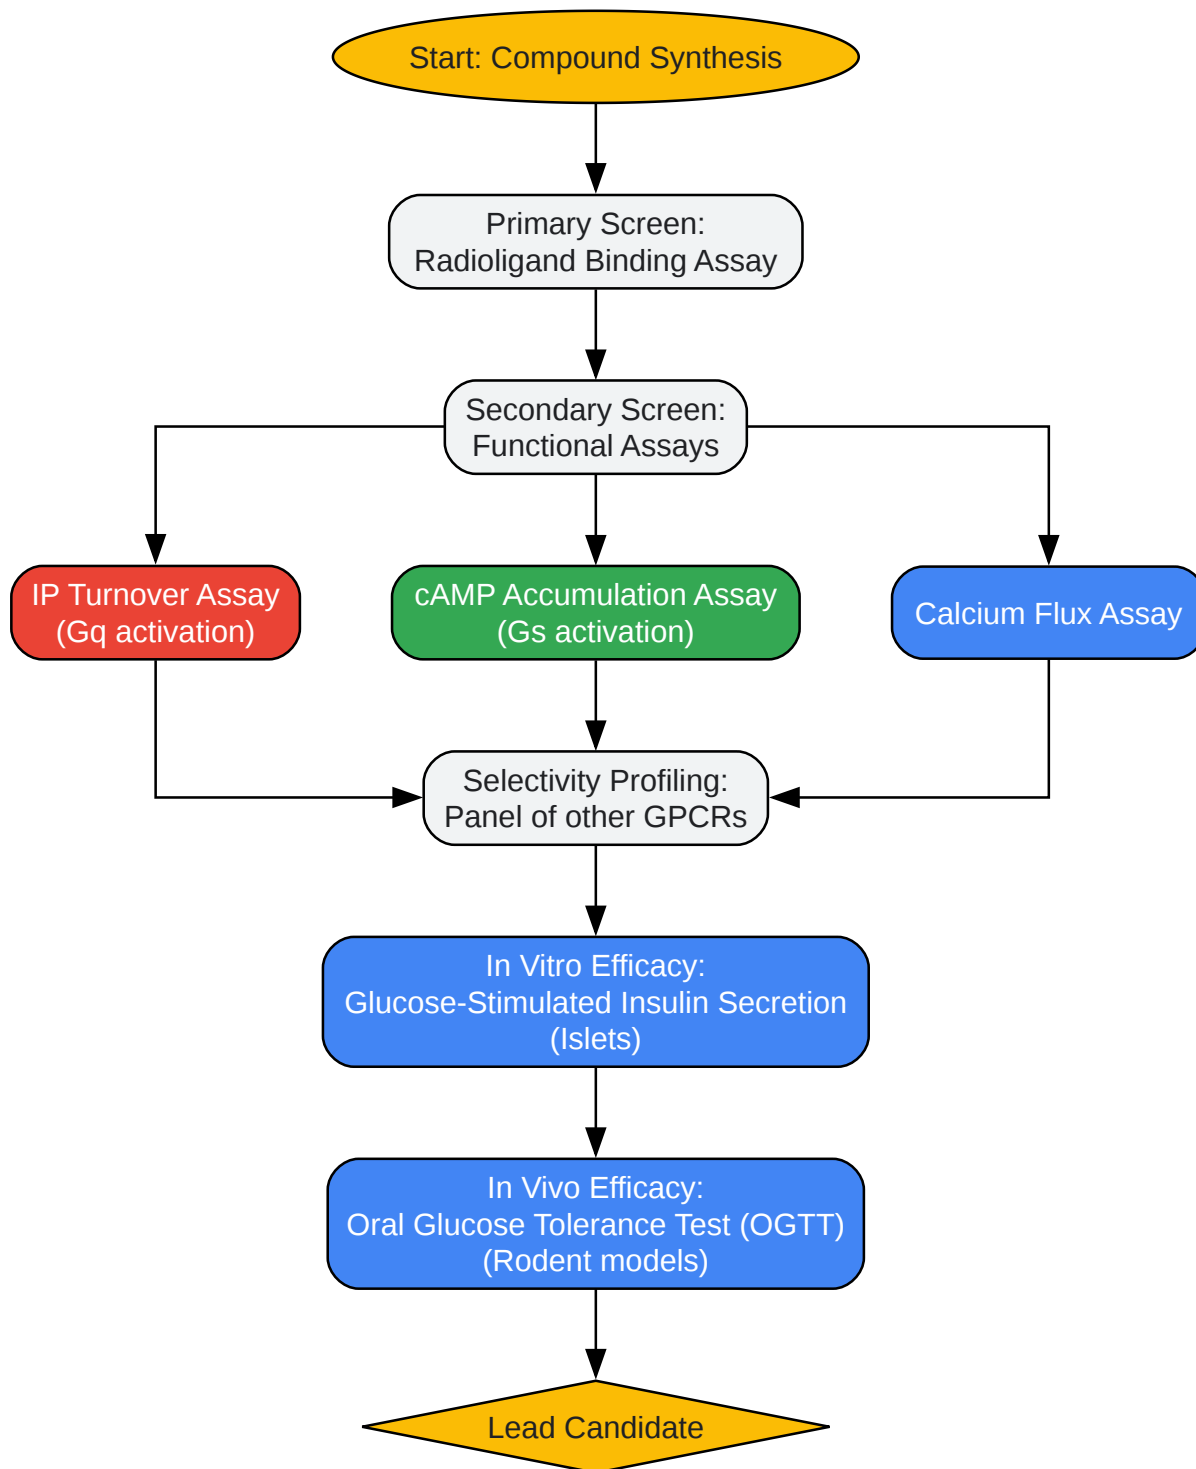 Start: Compound Synthesis
Primary Screen:
Radioligand Binding Assay
Secondary Screen:
Functional Assays
IP Turnover Assay
(Gq activation)
cAMP Accumulation Assay
(Gs activation)
Calcium Flux Assay
Selectivity Profiling:
Panel of other GPCRs
In Vitro Efficacy:
Glucose-Stimulated Insulin Secretion
(Islets)
In Vivo Efficacy:
Oral Glucose Tolerance Test (OGTT)
(Rodent models)
Lead Candidate